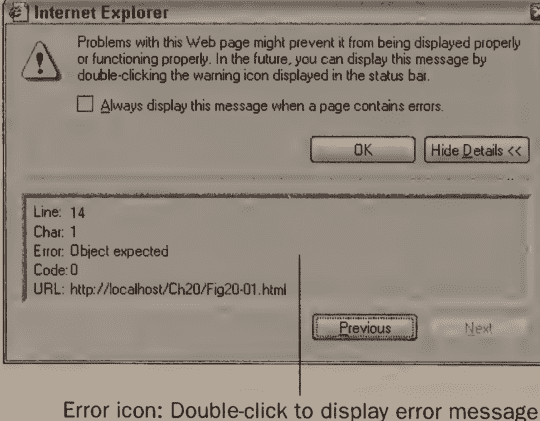 Internet Explorer
Problems with this Web page might prevent it from being displayed properly
or functioning properly. In the future, you can display this message by
double-clicking the warning icon displayed in the status bar.
Always display this message when a page contains errors.
OK
Hide Details <<
Line: 14
Char: 1
Error: Object expected
Code: 0
URL: http://localhost/Ch20/Fig20-01.html
Previous
Next
Error icon: Double-click to display error message